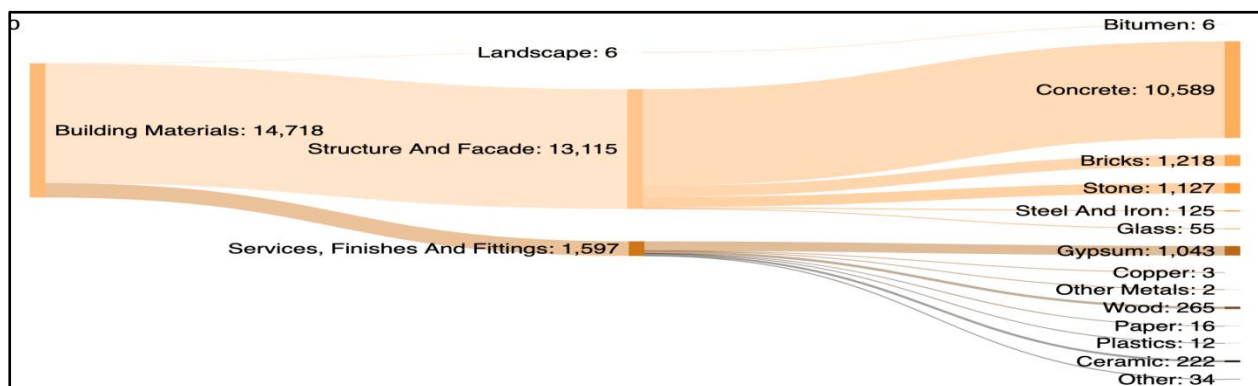 b
Landscape: 6
Building Materials: 14,718
Structure And Facade: 13,115
Services, Finishes And Fittings: 1,597
Bitumen: 6
Concrete: 10,589
Bricks: 1,218
Stone: 1,127
Steel And Iron: 125
Glass: 55
Gypsum: 1,043
Copper: 3
Other Metals: 2
Wood: 265
Paper: 16
Plastics: 12
Ceramic: 222
Other: 34